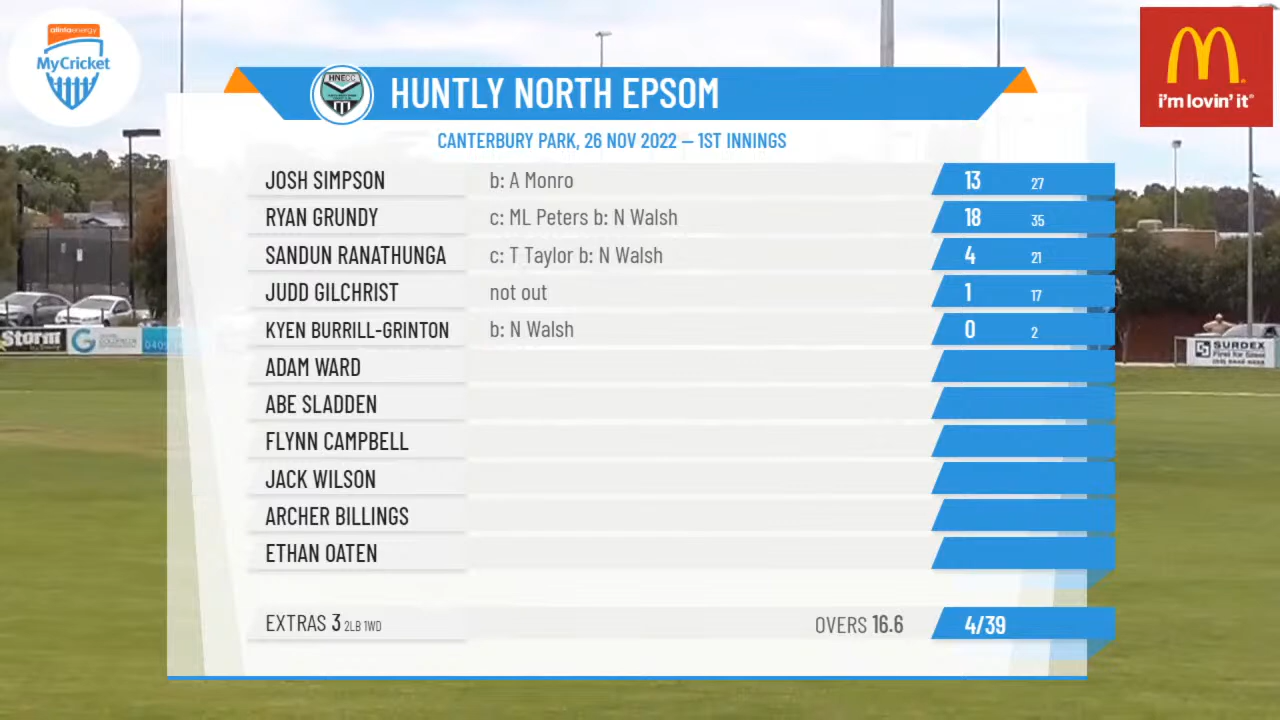 alintaenergy
MyCricket
i'm lovin' it
HNECC
HUNTLY NORTH EPSOM
CANTERBURY PARK, 26 NOV 2022 – 1ST INNINGS
JOSH SIMPSON b: A Monro 13 27
RYAN GRUNDY c: ML Peters b: N Walsh 18 35
SANDUN RANATHUNGA c: T Taylor b: N Walsh 4 21
JUDD GILCHRIST not out 1 17
KYEN BURRILL-GRINTON b: N Walsh 0 2
ADAM WARD
ABE SLADDEN
FLYNN CAMPBELL
JACK WILSON
ARCHER BILLINGS
ETHAN OATEN
EXTRAS 3 2LB 1WD OVERS 16.6 4/39
Storm
G
0409
SURDEX